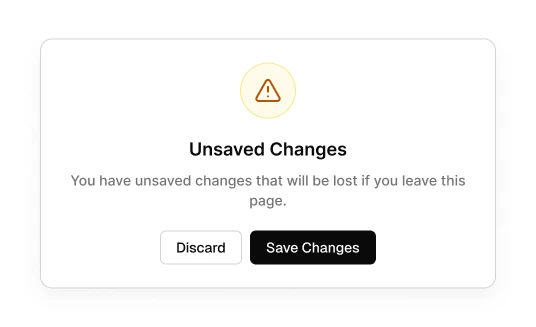 Unsaved Changes
You have unsaved changes that will be lost if you leave this
page.
Discard
Save Changes